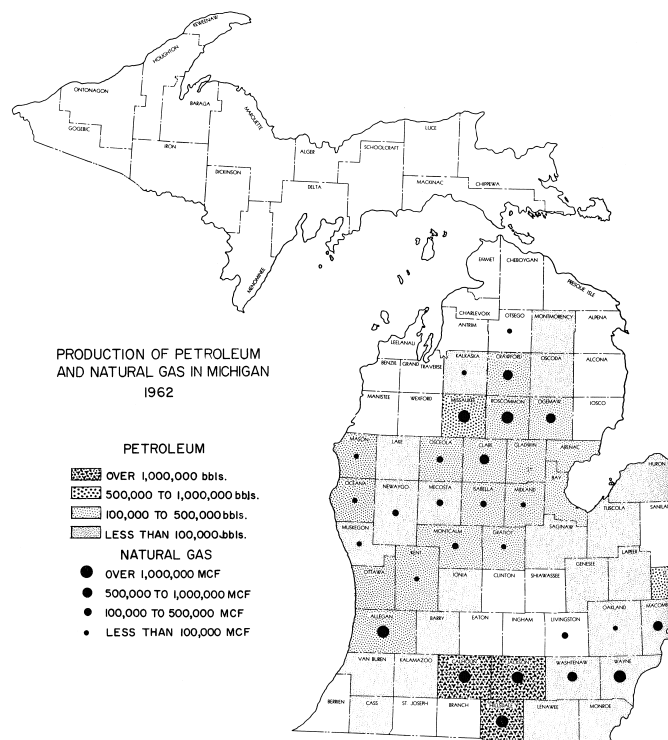 KEWEENAW
HOUGHTON
ONTONAGON
BARAGA
GOGEBIC
MARQUETTE
LUCE
IRON
ALGER
SCHOOLCRAFT
DICKINSON
DELTA
MACKINAC
CHIPPEWA
MENOMINEE
EMMET
CHEBOYGAN
PRESQUE ISLE
CHARLEVOIX
OTSEGO
MONTMORENCY
ALPENA
ANTRIM
LEELANAU
PRODUCTION OF PETROLEUM
AND NATURAL GAS IN MICHIGAN
1962
BENZIE
GRAND TRAVERSE
KALKASKA
CRAWFORD
OSCODA
ALCONA
MANISTEE
WEXFORD
MISSAUKEE
ROSCOMMON
OGEMAW
IOSCO
PETROLEUM
OVER 1,000,000 bbls.
500,000 TO 1,000,000 bbls.
100,000 TO 500,000 bbls.
LESS THAN 100,000 bbls.
NATURAL GAS
OVER 1,000,000 MCF
500,000 TO 1,000,000 MCF
100,000 TO 500,000 MCF
LESS THAN 100,000 MCF
MASON
LAKE
OSCEOLA
CLARE
GLADWIN
ARENAC
HURON
OCEANA
NEWAYGO
MECOSTA
ISABELLA
MIDLAND
BAY
TUSCOLA
SANILA
MUSKEGON
MONTCALM
GRATIOT
SAGINAW
KENT
GENESEE
LAPEER
OTTAWA
IONIA
CLINTON
SHIAWASSEE
ALLEGAN
BARRY
EATON
INGHAM
LIVINGSTON
OAKLAND
MACOMB
VAN BUREN
KALAMAZOO
WASHTENAW
WAYNE
BERRIEN
CASS
ST. JOSEPH
BRANCH
LENAWEE
MONROE